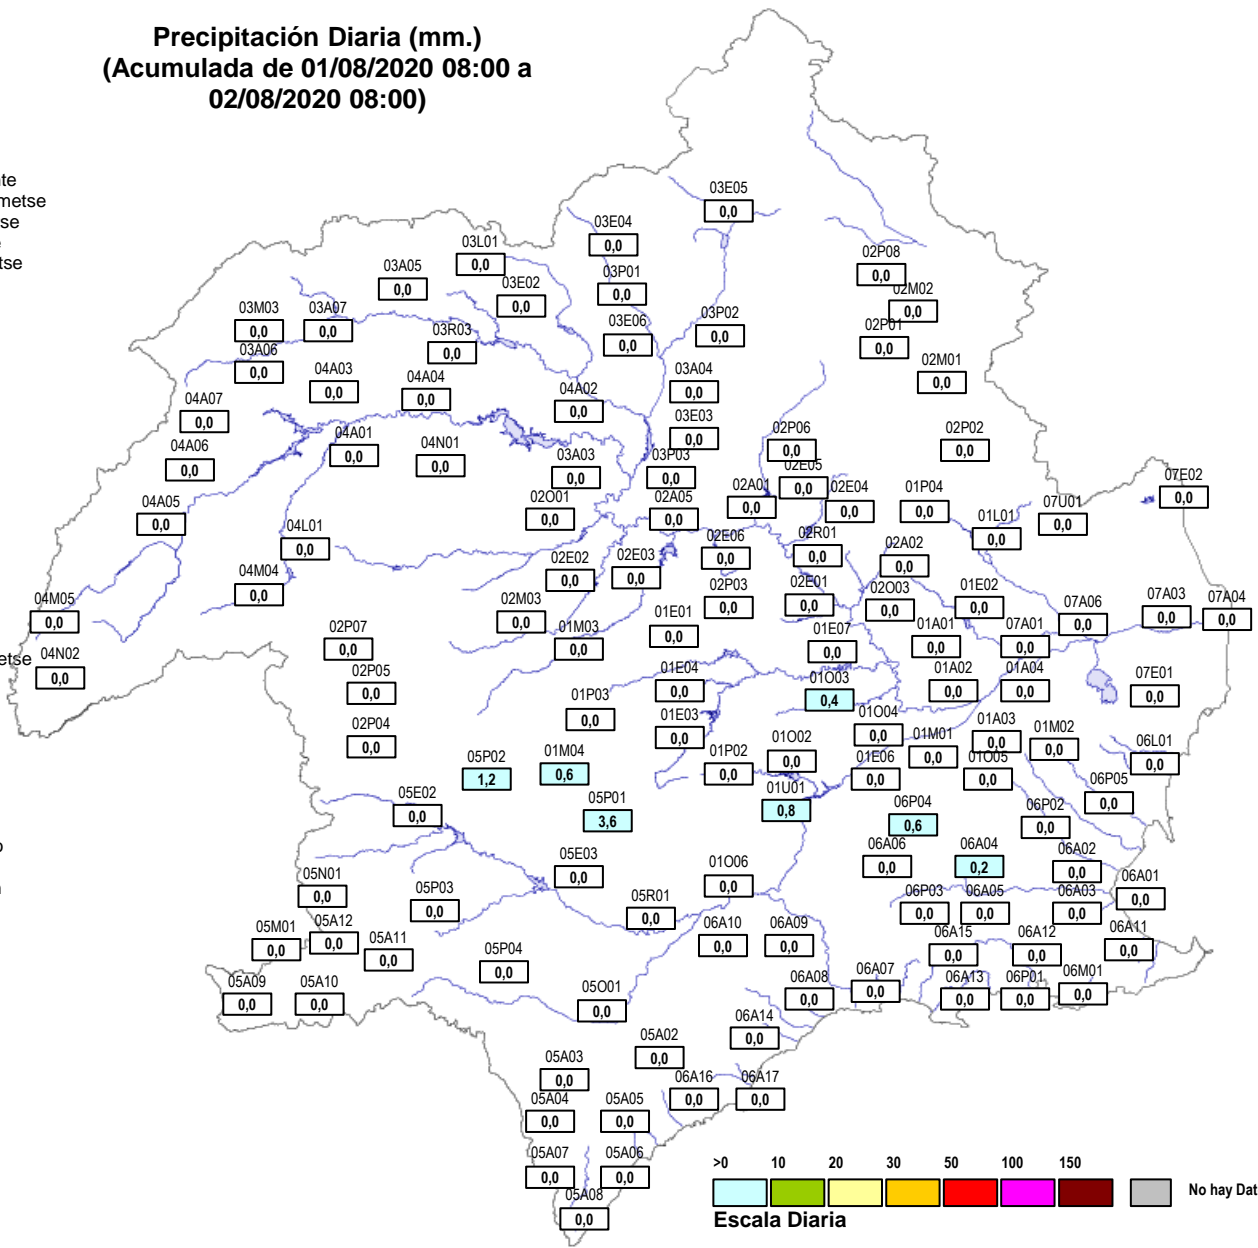 Precipitación Diaria (mm.)
(Acumulada de 01/08/2020 08:00 a
02/08/2020 08:00)
te
metse
se
tse
etse
03E05
0,0
03E04
0,0
03L01
0,0
02P08
0,0
03A05
0,0
03P01
0,0
03E02
0,0
02M02
0,0
03M03
0,0
03A07
0,0
03P02
0,0
03E06
0,0
03R03
0,0
02P01
0,0
03A06
0,0
02M01
0,0
04A03
0,0
04A04
0,0
03A04
0,0
04A02
0,0
04A07
0,0
03E03
0,0
02P06
0,0
02P02
0,0
04A01
0,0
04N01
0,0
04A06
0,0
03A03
0,0
03P03
0,0
02E05
0,0
07E02
0,0
02A01
0,0
02E04
0,0
01P04
0,0
04A05
0,0
02O01
0,0
02A05
0,0
07U01
0,0
01L01
0,0
04L01
0,0
02E06
0,0
02R01
0,0
02A02
0,0
02E02
0,0
02E03
0,0
04M04
0,0
02P03
0,0
02E01
0,0
02O03
0,0
01E02
0,0
04M05
0,0
02M03
0,0
01E01
0,0
07A06
0,0
07A03
0,0
07A04
0,0
02P07
0,0
01M03
0,0
01E07
0,0
01A01
0,0
07A01
0,0
04N02
0,0
02P05
0,0
01E04
0,0
01O03
0,4
01A02
0,0
01A04
0,0
07E01
0,0
01P03
0,0
02P04
0,0
01E03
0,0
01O04
0,0
01A03
0,0
01M02
0,0
01M01
0,0
01O02
0,0
06L01
0,0
05P02
1,2
01M04
0,6
01P02
0,0
01E06
0,0
01O05
0,0
05E02
0,0
05P01
3,6
01U01
0,8
06P04
0,6
06P05
0,0
06P02
0,0
05E03
0,0
06A06
0,0
06A04
0,2
06A02
0,0
05N01
0,0
01O06
0,0
06A01
0,0
05P03
0,0
05R01
0,0
06P03
0,0
06A05
0,0
06A03
0,0
05M01
0,0
05A12
0,0
05A11
0,0
06A10
0,0
06A09
0,0
06A15
0,0
06A12
0,0
06A11
0,0
05P04
0,0
05A09
0,0
05A10
0,0
05O01
0,0
06A08
0,0
06A07
0,0
06A13
0,0
06P01
0,0
06M01
0,0
06A14
0,0
05A02
0,0
05A03
0,0
06A16
0,0
06A17
0,0
05A04
0,0
05A05
0,0
05A07
0,0
05A06
0,0
05A08
0,0
>0 10 20 30 50 100 150
No hay Dat
Escala Diaria